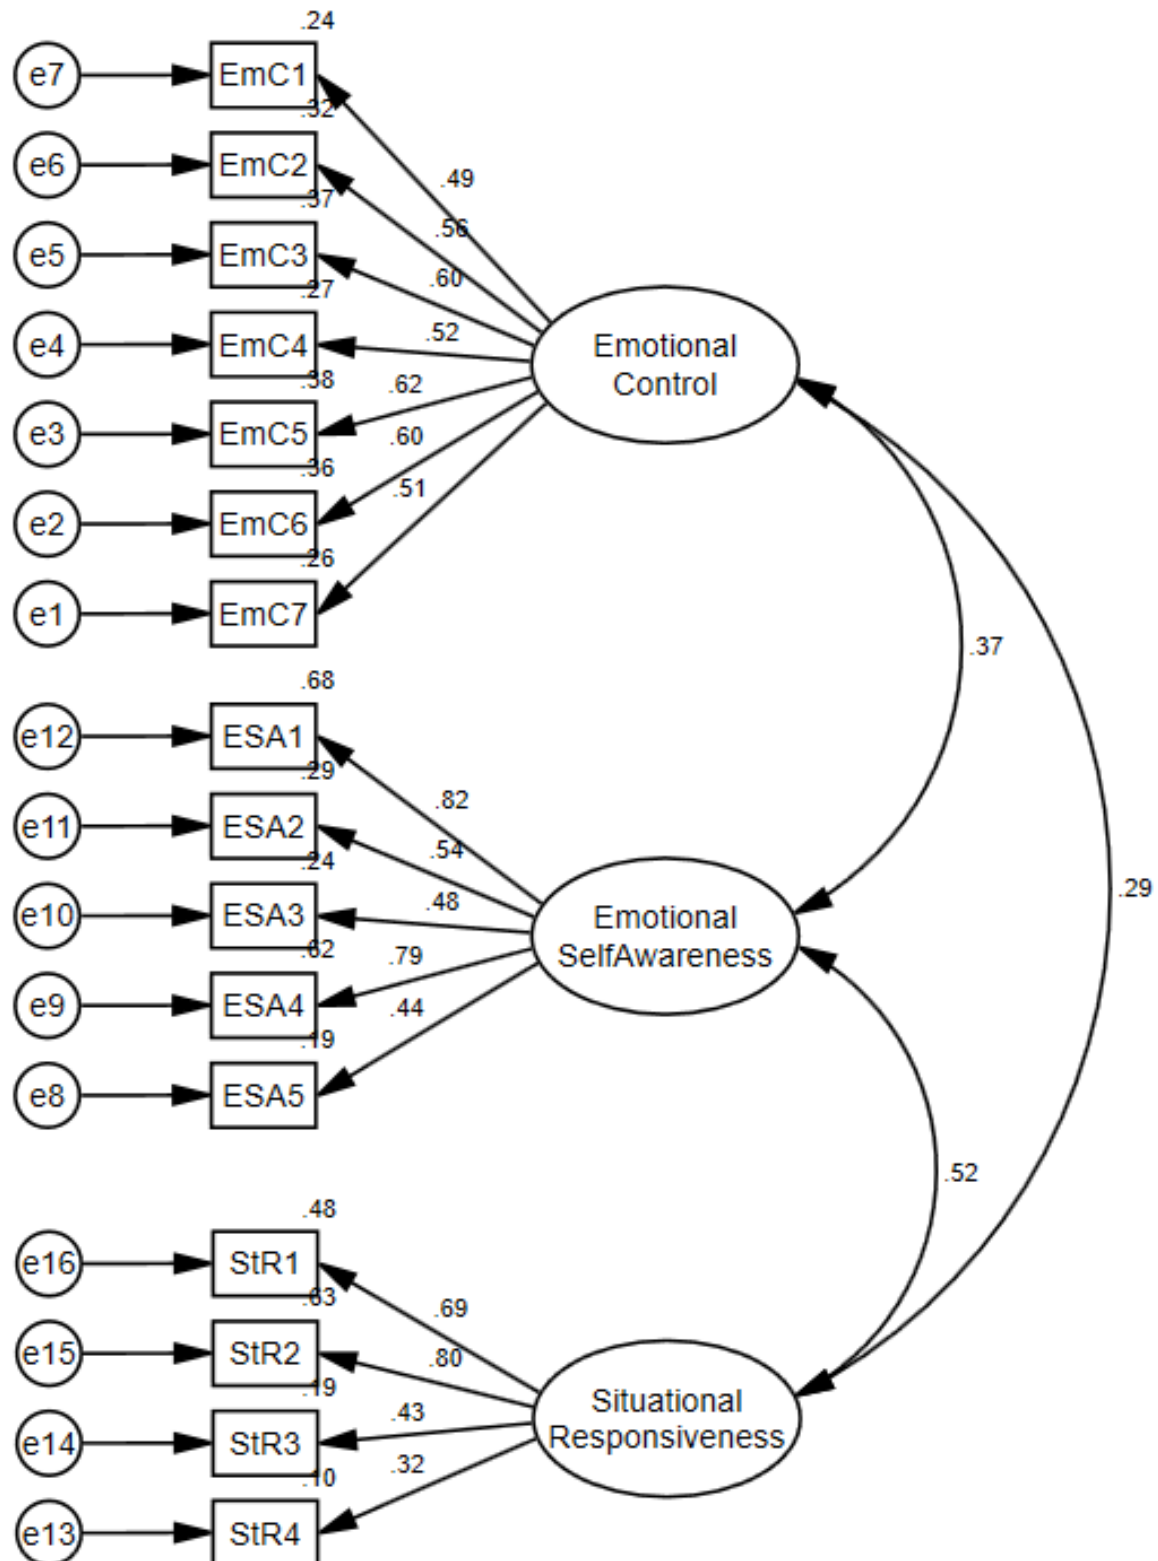 .24
e7 EmC1
.32
.49
e6 EmC2
.37
.56
e5 EmC3
.60
.27
.52
e4 EmC4
Emotional
Control
.38
.62
e3 EmC5
.60
.36
.51
e2 EmC6
.26
e1 EmC7
.37
.68
e12 ESA1
.29
.82
e11 ESA2
.54
.24
.48
e10 ESA3
Emotional
SelfAwareness
.29
.62
.79
e9 ESA4
.44
.19
e8 ESA5
.52
.48
e16 StR1
.63
.69
e15 StR2
.80
.19
.43
e14 StR3
Situational
Responsiveness
.10
.32
e13 StR4